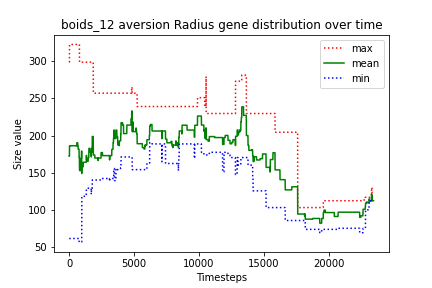 boids_12 aversion Radius gene distribution over time
max
mean
min
Size value
300
250
200
150
100
50
0
5000
10000
15000
20000
Timesteps